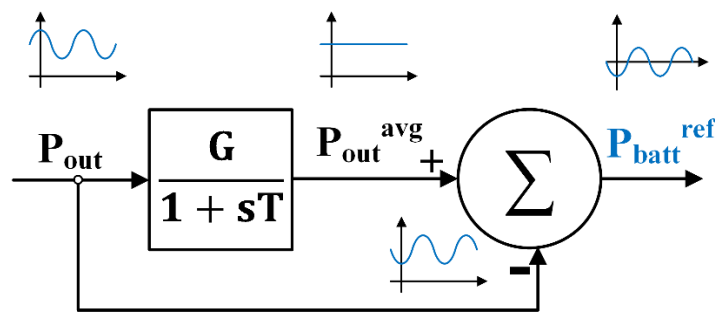 P_out
G
1 + sT
P_out^avg
+
Σ
-
P_batt^ref